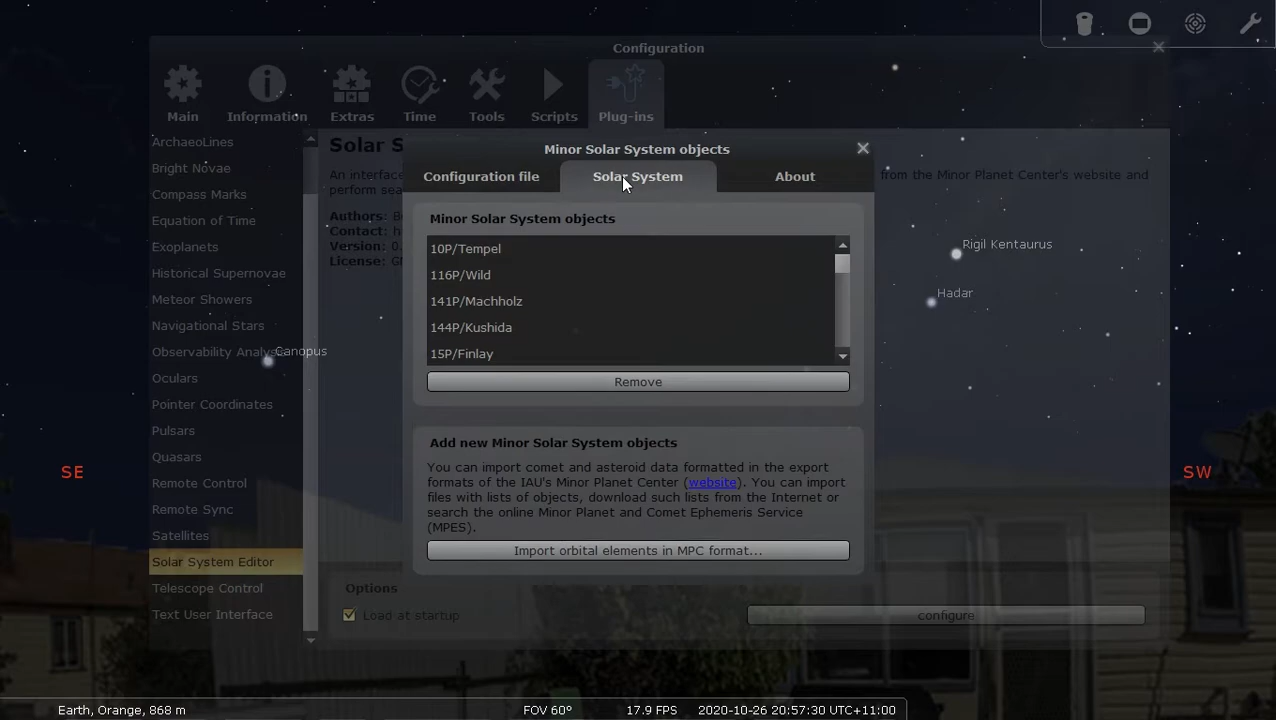 Configuration
Main
Information
Extras
Time
Tools
Scripts
Plug-ins
ArchaeoLines
Bright Novae
Compass Marks
Equation of Time
Exoplanets
Historical Supernovae
Meteor Showers
Navigational Stars
Observability Analys
Oculars
Pointer Coordinates
Pulsars
Quasars
Remote Control
Remote Sync
Satellites
Solar System Editor
Telescope Control
Text User Interface
Solar S
An interface
from the Minor Planet Center's website and
perform sea
Authors: B
Contact: h
Version: 0.
License: G
Minor Solar System objects
Configuration file
Solar System
About
Minor Solar System objects
10P/Tempel
116P/Wild
141P/Machholz
144P/Kushida
15P/Finlay
Remove
Add new Minor Solar System objects
You can import comet and asteroid data formatted in the export
formats of the IAU's Minor Planet Center (website). You can import
files with lists of objects, download such lists from the Internet or
search the online Minor Planet and Comet Ephemeris Service
(MPES).
Import orbital elements in MPC format...
Options
Load at startup
configure
Canopus
Rigil Kentaurus
Hadar
SE
SW
Earth, Orange, 868 m
FOV 60°
17.9 FPS
2020-10-26 20:57:30 UTC+11:00